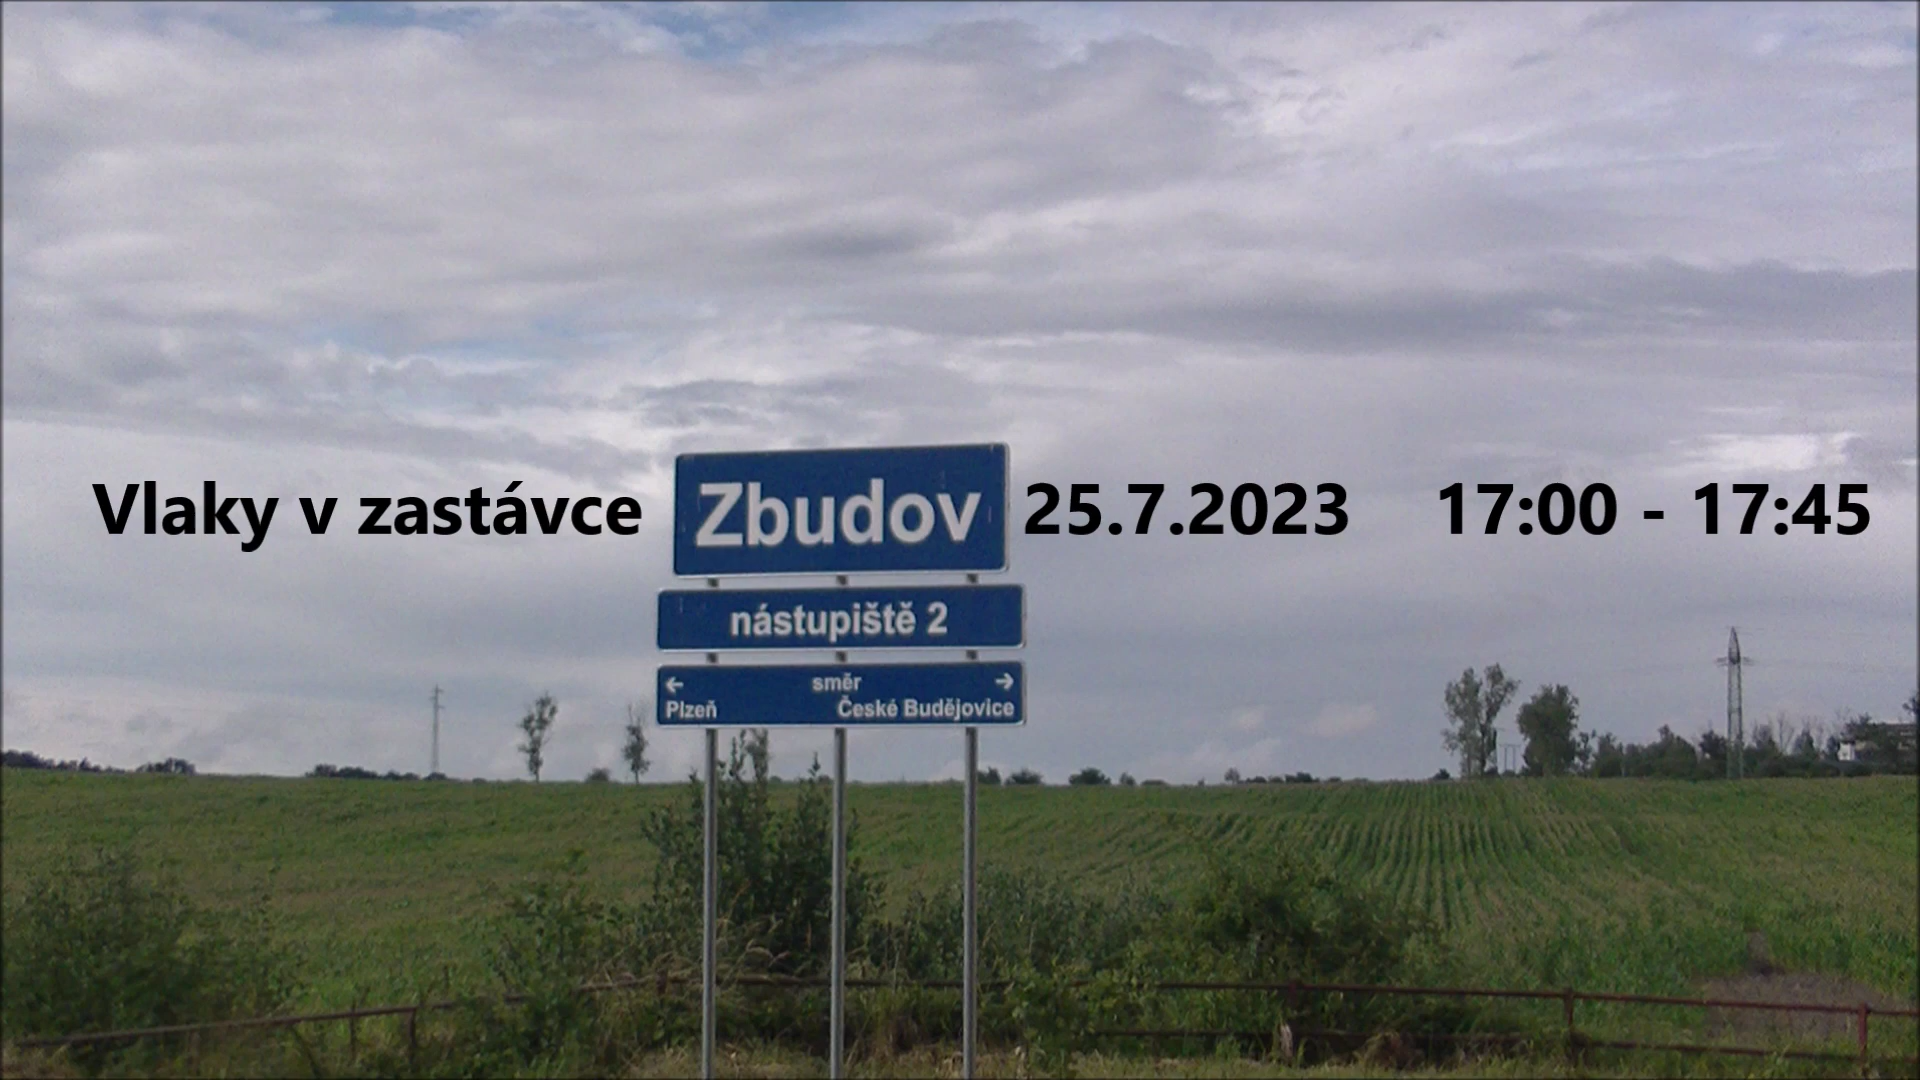 Vlaky v zastávce Zbudov 25.7.2023 17:00 - 17:45
nástupiště 2
← směr →
Plzeň České Budějovice